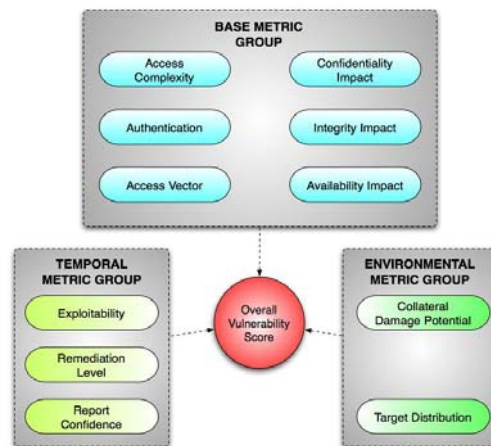 BASE METRIC
GROUP
Access
Complexity
Confidentiality
Impact
Authentication
Integrity Impact
Access Vector
Availability Impact
TEMPORAL
METRIC GROUP
Exploitability
Remediation
Level
Report
Confidence
Overall
Vulnerability
Score
ENVIRONMENTAL
METRIC GROUP
Collateral
Damage Potential
Target Distribution